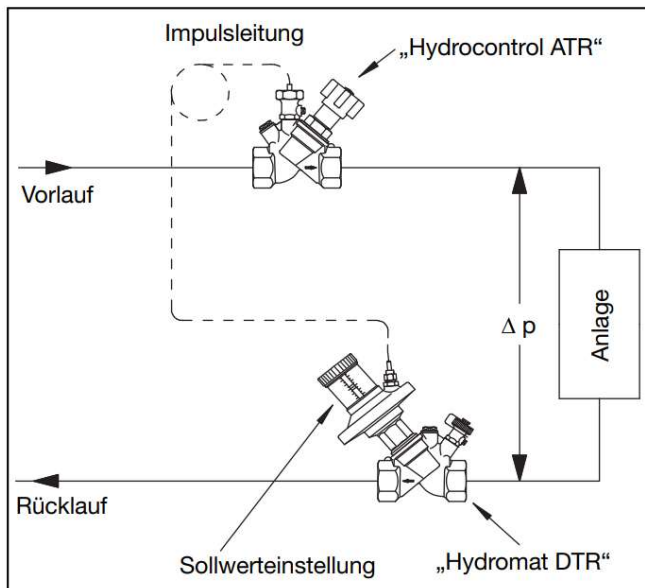 Impulsleitung
„Hydrocontrol ATR“
Vorlauf
Δ p
Anlage
Rücklauf
Sollwerteinstellung
„Hydromat DTR“